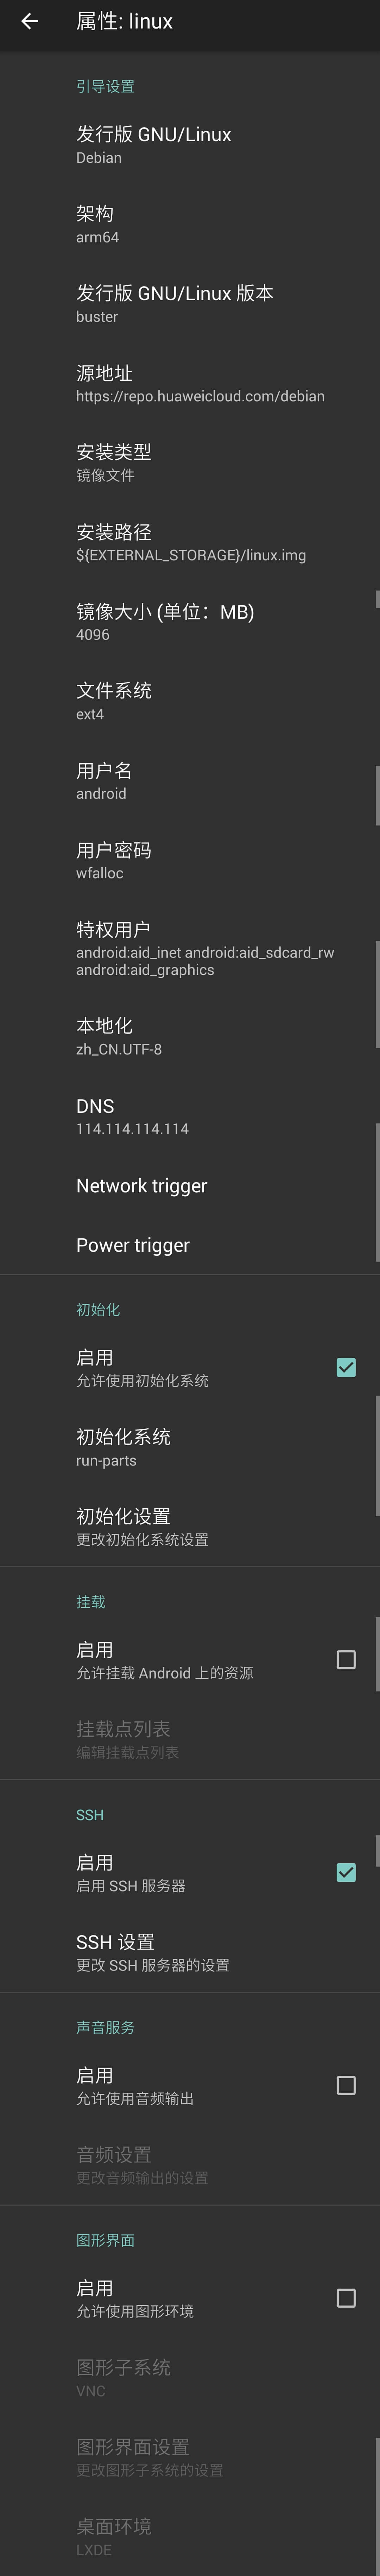 属性: linux
引导设置
发行版 GNU/Linux
Debian
架构
arm64
发行版 GNU/Linux 版本
buster
源地址
https://repo.huaweicloud.com/debian
安装类型
镜像文件
安装路径
${EXTERNAL_STORAGE}/linux.img
镜像大小 (单位：MB)
4096
文件系统
ext4
用户名
android
用户密码
wfalloc
特权用户
android:aid_inet android:aid_sdcard_rw
android:aid_graphics
本地化
zh_CN.UTF-8
DNS
114.114.114.114
Network trigger
Power trigger
初始化
启用
允许使用初始化系统
初始化系统
run-parts
初始化设置
更改初始化系统设置
挂载
启用
允许挂载 Android 上的资源
挂载点列表
编辑挂载点列表
SSH
启用
启用 SSH 服务器
SSH 设置
更改 SSH 服务器的设置
声音服务
启用
允许使用音频输出
音频设置
更改音频输出的设置
图形界面
启用
允许使用图形环境
图形子系统
VNC
图形界面设置
更改图形子系统的设置
桌面环境
LXDE